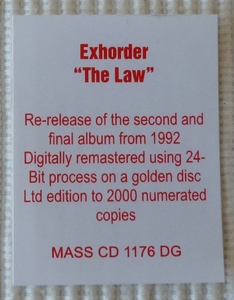 Exhorder
“The Law”
Re-release of the second and
final album from 1992
Digitally remastered using 24-
Bit process on a golden disc
Ltd edition to 2000 numerated
copies
MASS CD 1176 DG